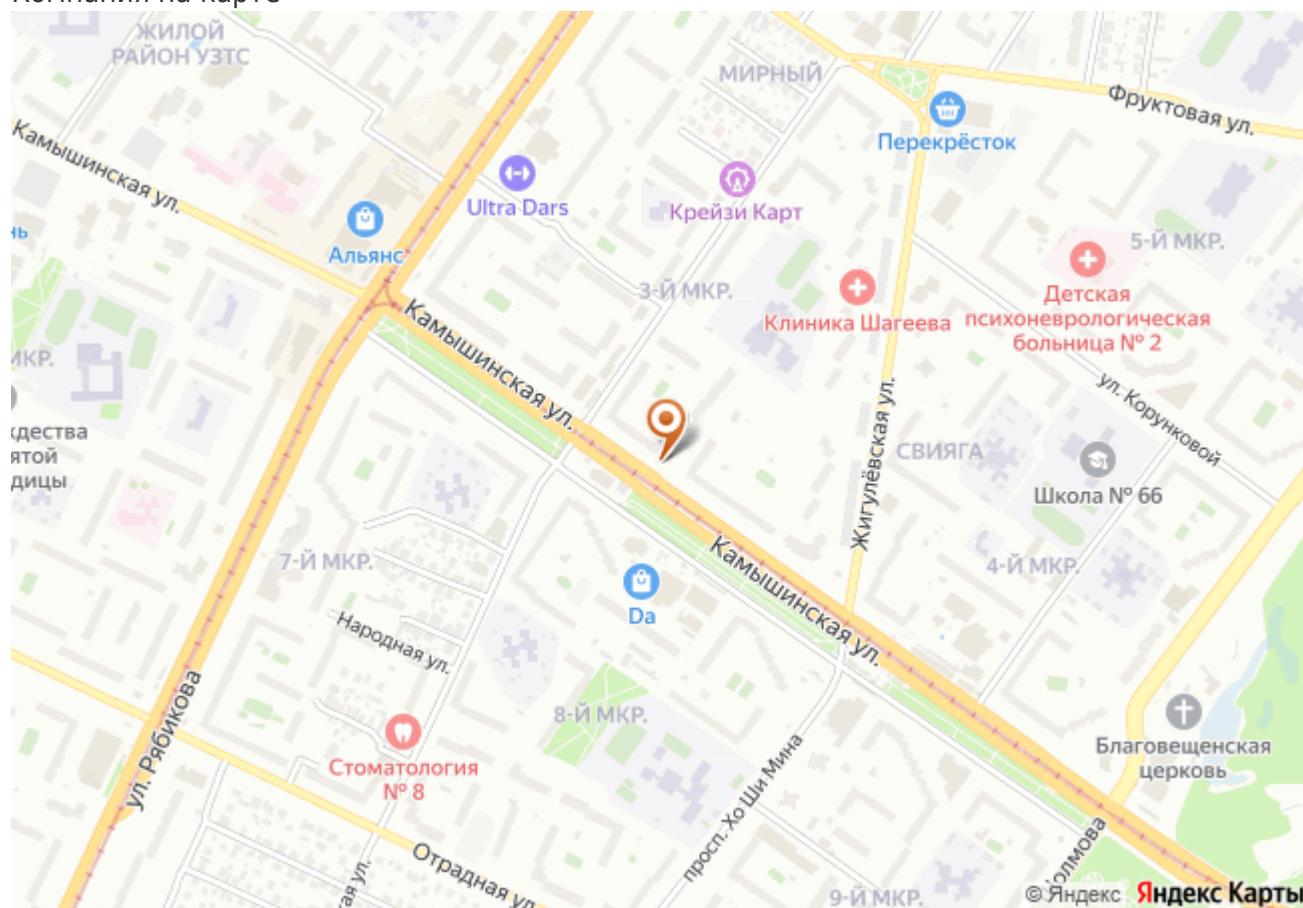 Компания на карте
ЖИЛОЙ
РАЙОН УЗТС
МИРНЫЙ
Фруктовая ул.
Перекрёсток
Камышинская ул.
Ultra Dars
Крейзи Карт
Альянс
5-Й МКР.
3-Й МКР.
Клиника Шагеева
Детская
психоневрологическая
больница № 2
Камышинская ул.
ул. Корунковой
Жигулёвская ул.
СВИЯГА
Школа № 66
7-Й МКР.
4-Й МКР.
Da
Камышинская ул.
Народная ул.
ул. Рябикова
8-Й МКР.
Стоматология
№ 8
просп. Хо Ши Мина
Благовещенская
церковь
Отрадная ул.
9-Й МКР.
© Яндекс Яндекс Карты